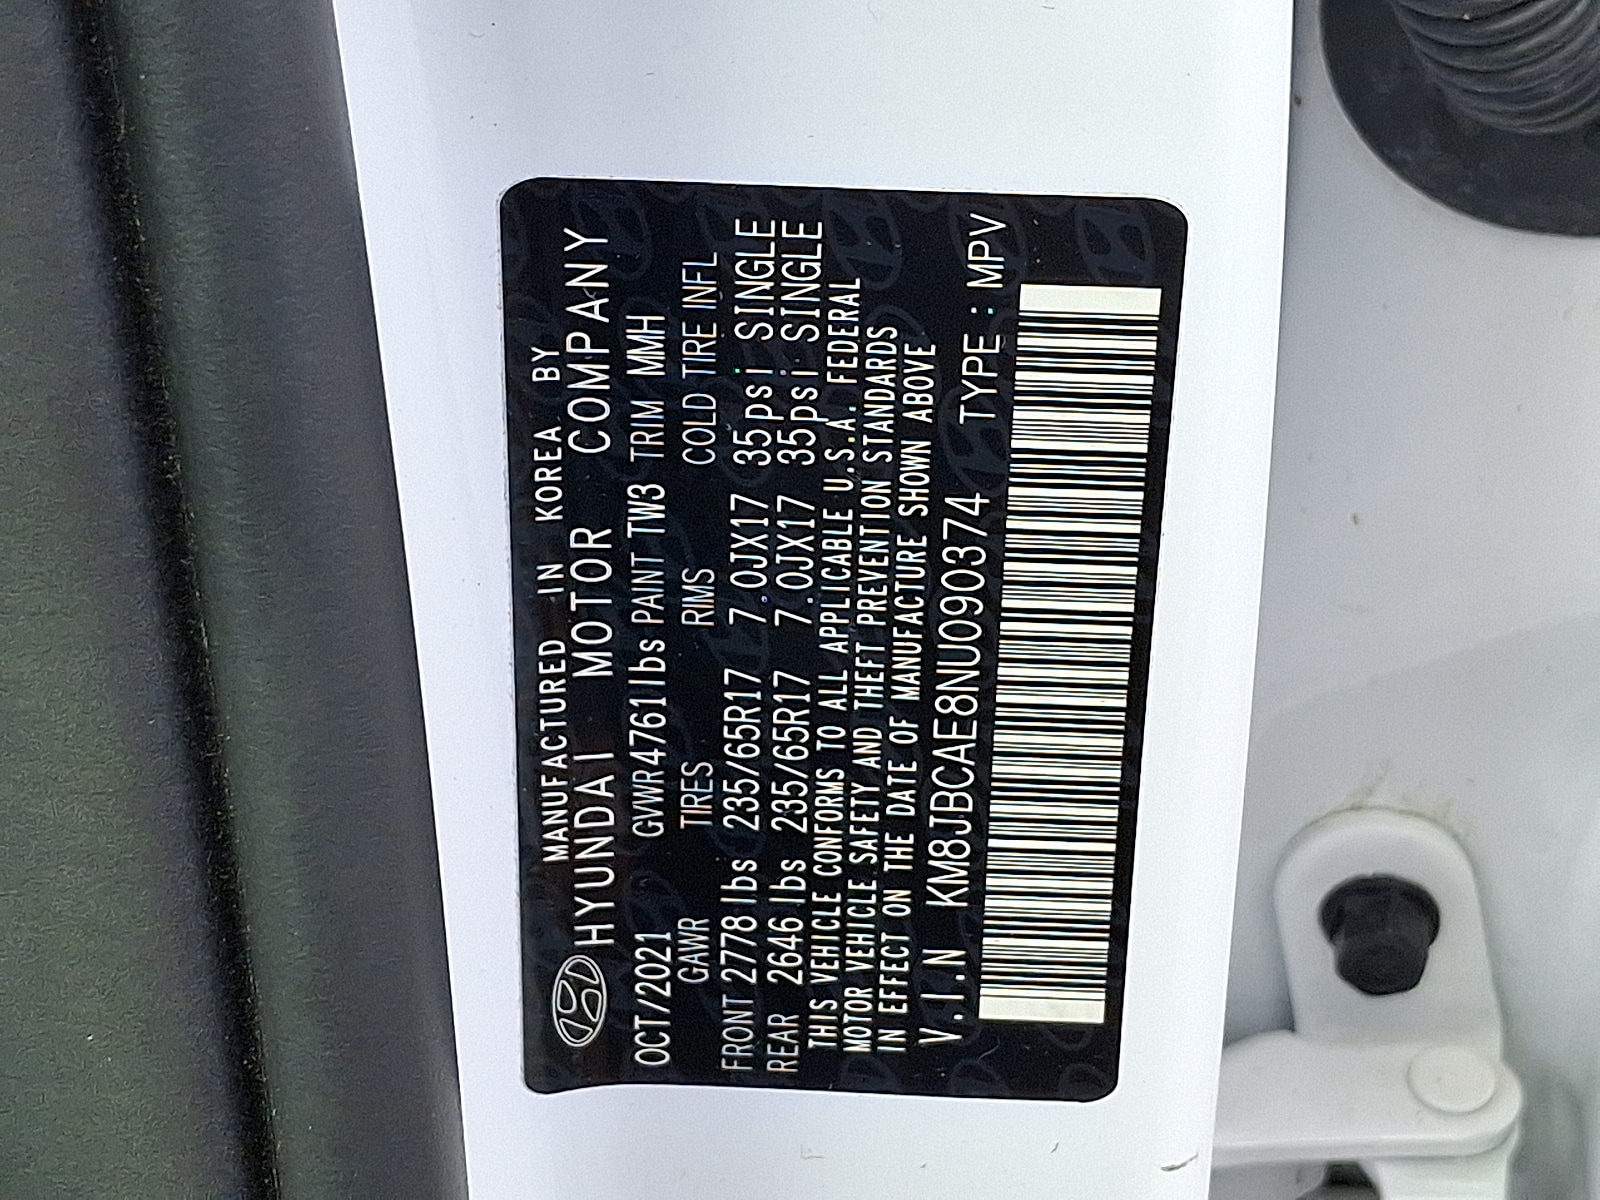 MANUFACTURED IN KOREA BY
HYUNDAI MOTOR COMPANY
OCT/2021 GVWR4761lbs PAINT TW3 TRIM MMH
GAWR TIRES RIMS COLD TIRE INFL
FRONT 2778 lbs 235/65R17 7.0JX17 35psi SINGLE
REAR 2646 lbs 235/65R17 7.0JX17 35psi SINGLE
THIS VEHICLE CONFORMS TO ALL APPLICABLE U.S.A. FEDERAL
MOTOR VEHICLE SAFETY AND THEFT PREVENTION STANDARDS
IN EFFECT ON THE DATE OF MANUFACTURE SHOWN ABOVE
V.I.N KM8JBCAE8NU090374 TYPE : MPV